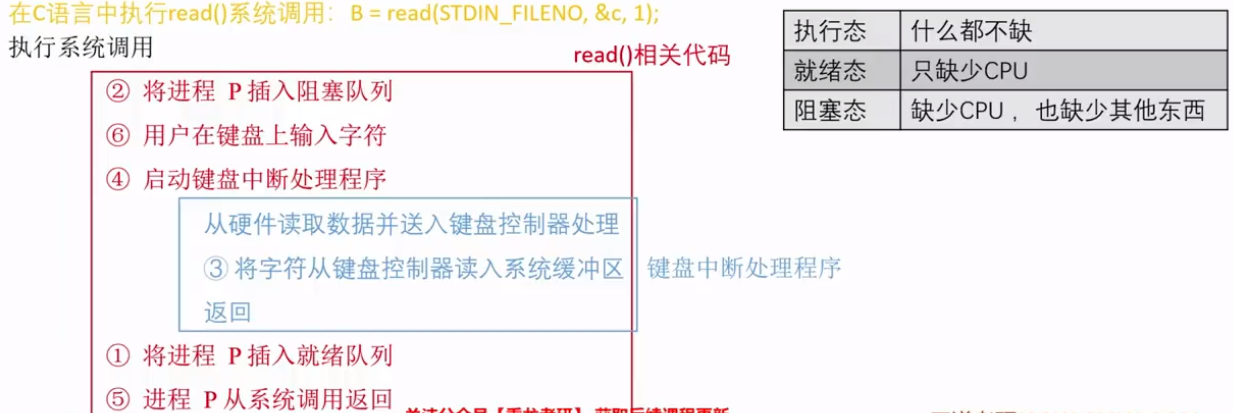 在C语言中执行read()系统调用：B = read(STDIN_FILENO, &c, 1);
执行系统调用
read()相关代码
② 将进程 P 插入阻塞队列
⑥ 用户在键盘上输入字符
④ 启动键盘中断处理程序
从硬件读取数据并送入键盘控制器处理
③ 将字符从键盘控制器读入系统缓冲区
键盘中断处理程序
返回
① 将进程 P 插入就绪队列
⑤ 进程 P 从系统调用返回
执行态 什么都不缺
就绪态 只缺少CPU
阻塞态 缺少CPU ，也缺少其他东西